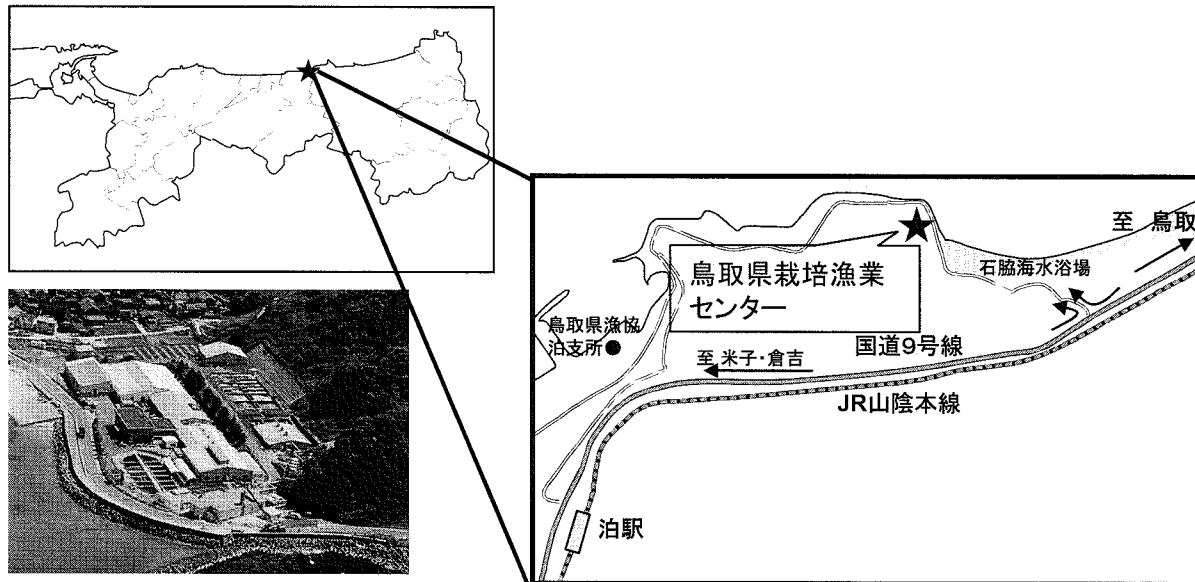 至 鳥取
石脇海水浴場
鳥取県栽培漁業
センター
鳥取県漁協
泊支所
国道9号線
至 米子・倉吉
JR山陰本線
泊駅